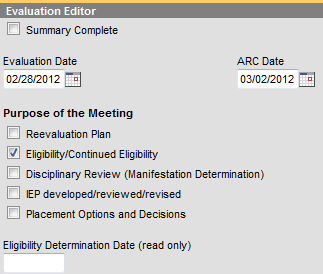 Evaluation Editor
Summary Complete
Evaluation Date ARC Date
02/28/2012 03/02/2012
Purpose of the Meeting
Reevaluation Plan
Eligibility/Continued Eligibility
Disciplinary Review (Manifestation Determination)
IEP developed/reviewed/revised
Placement Options and Decisions
Eligibility Determination Date (read only)